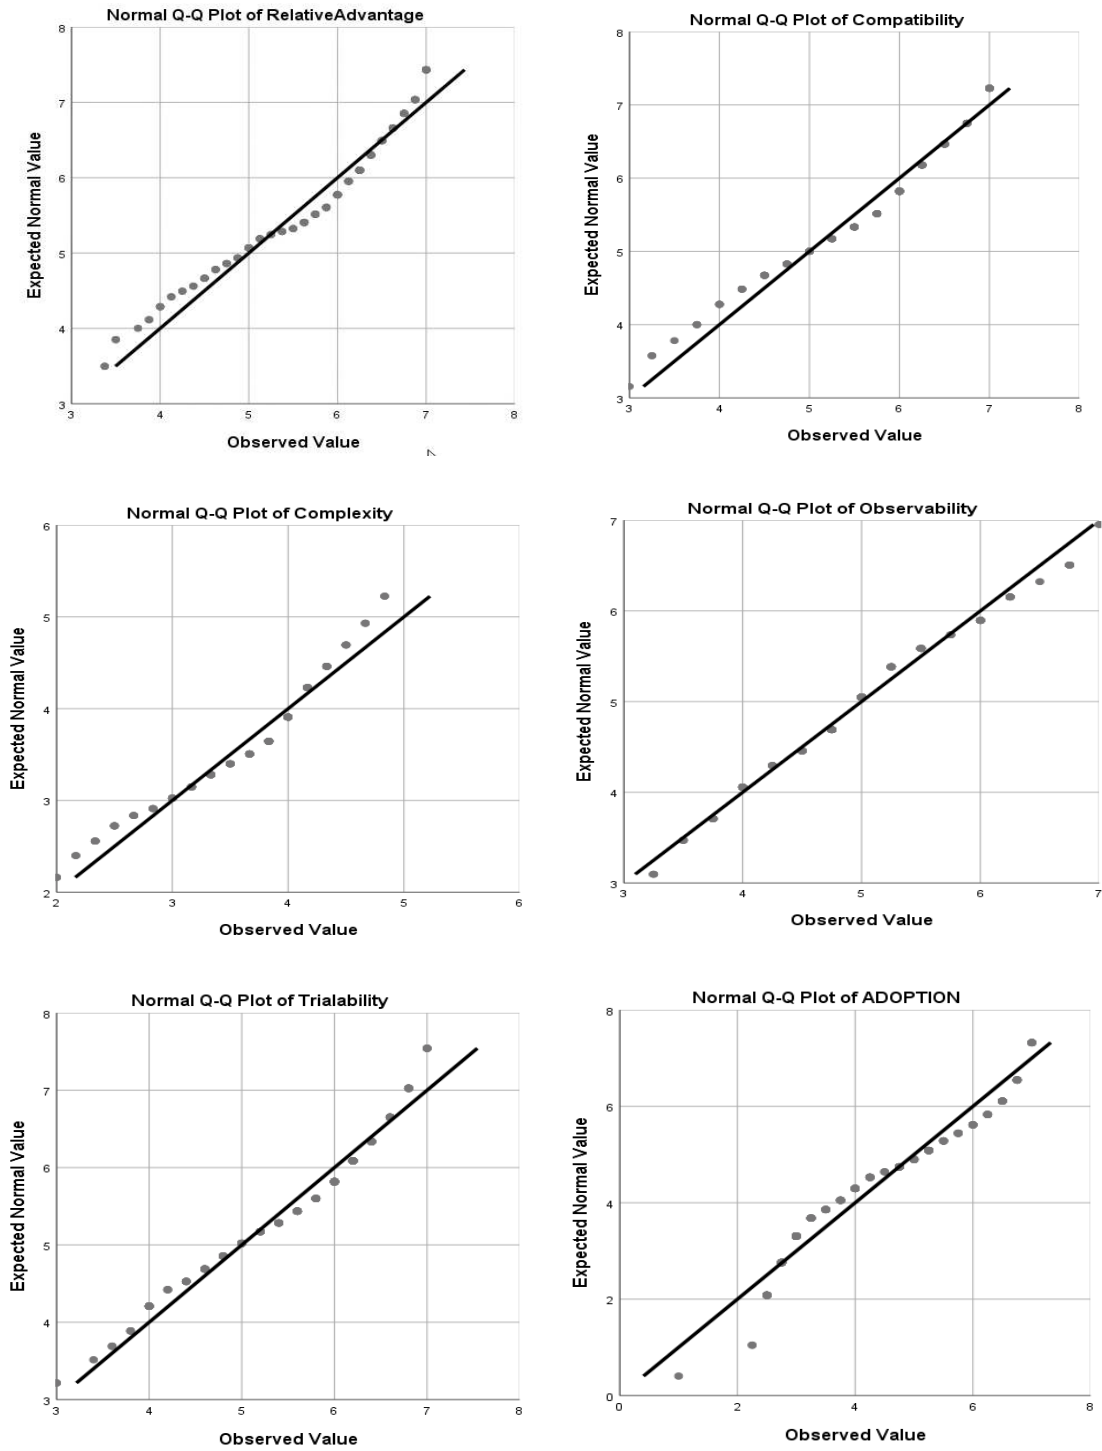 Normal Q-Q Plot of RelativeAdvantage
8
7
6
5
4
3
Expected Normal Value
3 4 5 6 7 8
Observed Value
Normal Q-Q Plot of Compatibility
8
7
6
5
4
3
Expected Normal Value
3 4 5 6 7 8
Observed Value
Normal Q-Q Plot of Complexity
6
5
4
3
2
Expected Normal Value
2 3 4 5 6
Observed Value
Normal Q-Q Plot of Observability
7
6
5
4
3
Expected Normal Value
3 4 5 6 7
Observed Value
Normal Q-Q Plot of Trialability
8
7
6
5
4
3
Expected Normal Value
3 4 5 6 7 8
Observed Value
Normal Q-Q Plot of ADOPTION
8
6
4
2
0
Expected Normal Value
0 2 4 6 8
Observed Value